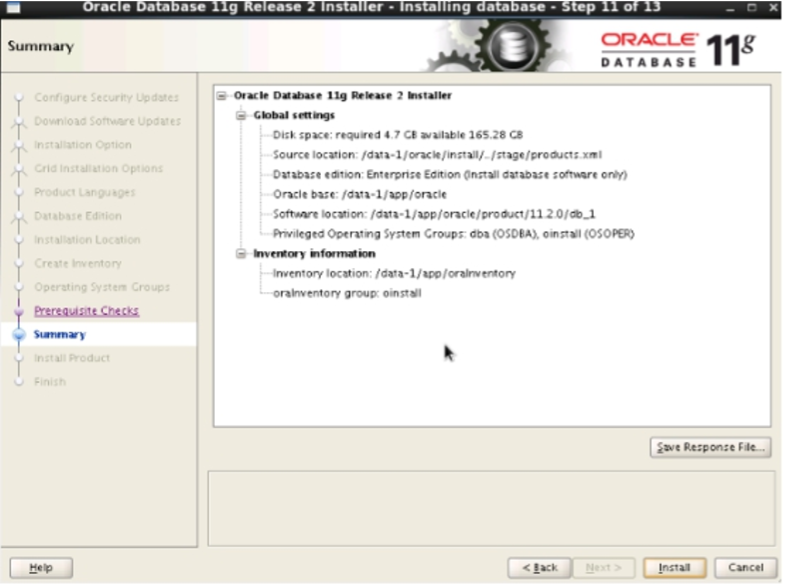 Oracle Database 11g Release 2 Installer - Installing database - Step 11 of 13
Summary
ORACLE
DATABASE
11g
Configure Security Updates
Download Software Updates
Installation Option
Grid Installation Options
Product Languages
Database Edition
Installation Location
Create Inventory
Operating System Groups
Prerequisite Checks
Summary
Install Product
Finish
Oracle Database 11g Release 2 Installer
Global settings
Disk space: required 4.7 GB available 165.28 GB
Source location: /data-1/oracle/install/../stage/products.xml
Database edition: Enterprise Edition (Install database software only)
Oracle base: /data-1/app/oracle
Software location: /data-1/app/oracle/product/11.2.0/db_1
Privileged Operating System Groups: dba (OSDBA), oinstall (OSOPER)
Inventory information
Inventory location: /data-1/app/oraInventory
oraInventory group: oinstall
Save Response File...
Help
< Back
Next >
Install
Cancel